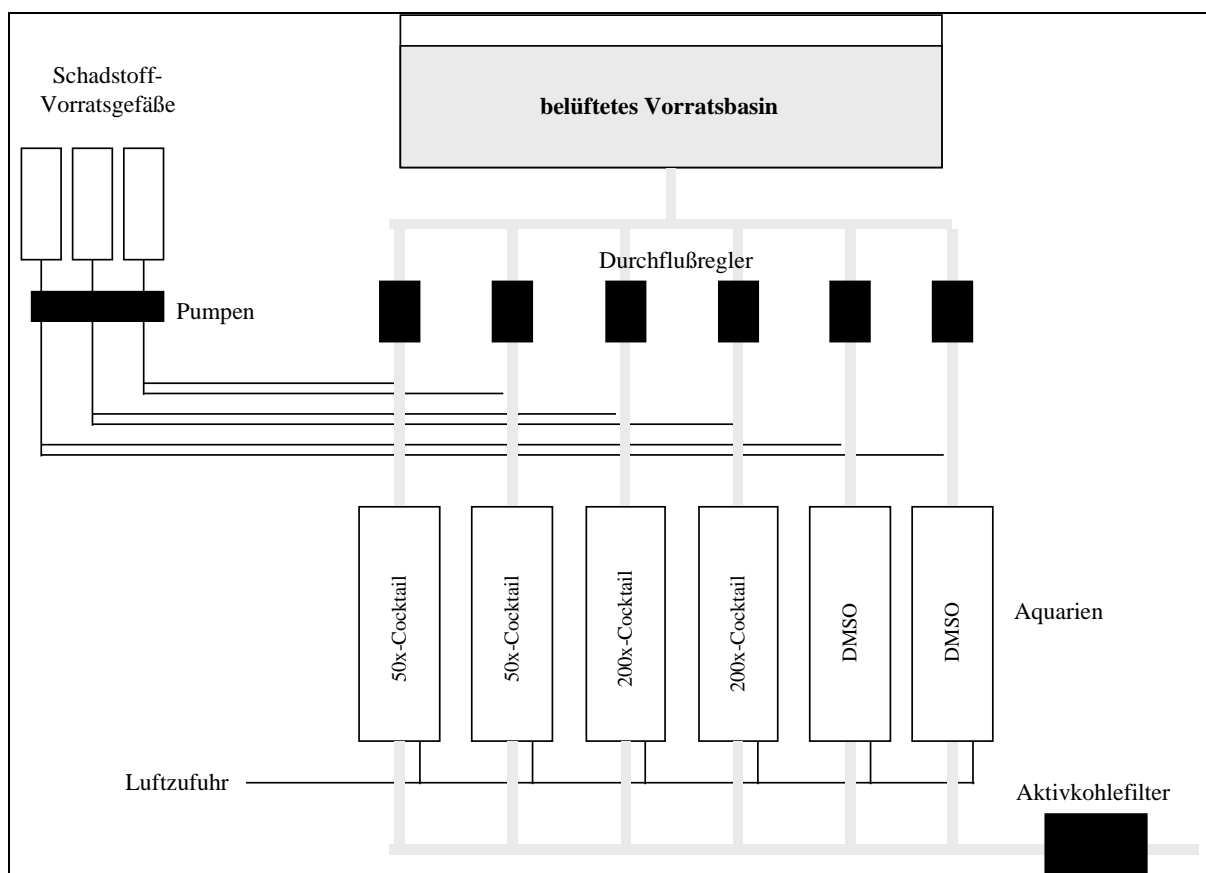 Schadstoff-
Vorratsgefäße
belüftetes Vorratsbasin
Durchflußregler
Pumpen
50x-Cocktail
50x-Cocktail
200x-Cocktail
200x-Cocktail
DMSO
DMSO
Aquarien
Luftzufuhr
Aktivkohlefilter